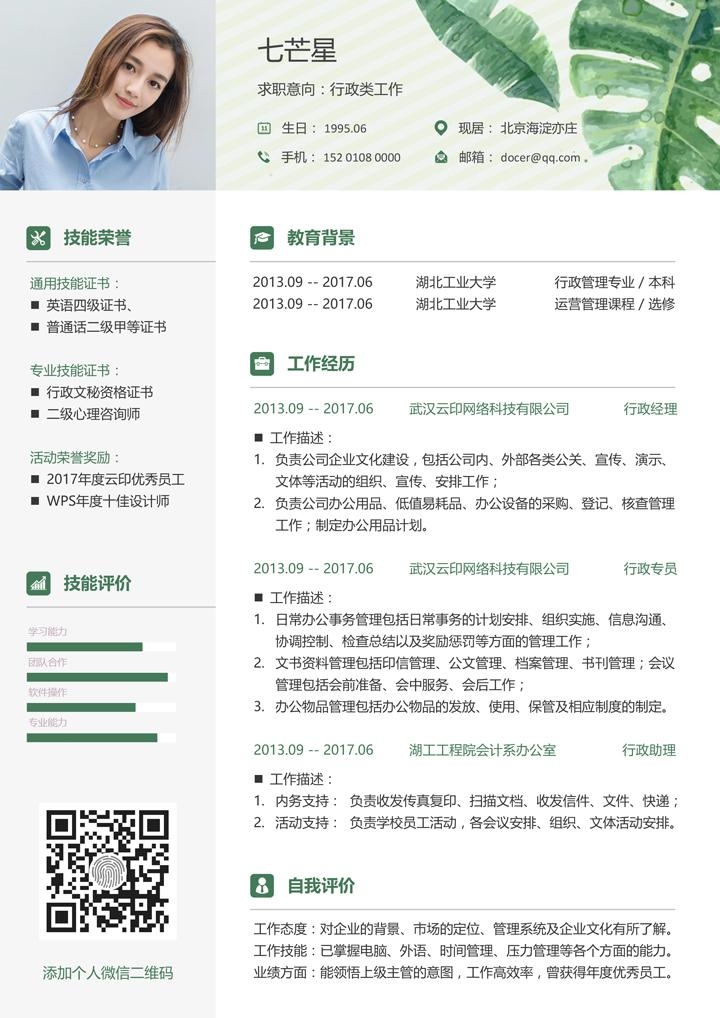 七芒星
求职意向：行政类工作
生日： 1995.06
现居： 北京海淀亦庄
手机： 152 0108 0000
邮箱： docer@qq.com 。
技能荣誉
通用技能证书：
■ 英语四级证书、
■ 普通话二级甲等证书
专业技能证书：
■ 行政文秘资格证书
■ 二级心理咨询师
活动荣誉奖励：
■ 2017年度云印优秀员工
■ WPS年度十佳设计师
技能评价
学习能力
团队合作
软件操作
专业能力
添加个人微信二维码
教育背景
2013.09 -- 2017.06 湖北工业大学 行政管理专业 / 本科
2013.09 -- 2017.06 湖北工业大学 运营管理课程 / 选修
工作经历
2013.09 -- 2017.06 武汉云印网络科技有限公司 行政经理
■ 工作描述：
1. 负责公司企业文化建设，包括公司内、外部各类公关、宣传、演示、
文体等活动的组织、宣传、安排工作；
2. 负责公司办公用品、低值易耗品、办公设备的采购、登记、核查管理
工作；制定办公用品计划。
2013.09 -- 2017.06 武汉云印网络科技有限公司 行政专员
■ 工作描述：
1. 日常办公事务管理包括日常事务的计划安排、组织实施、信息沟通、
协调控制、检查总结以及奖励惩罚等方面的管理工作；
2. 文书资料管理包括印信管理、公文管理、档案管理、书刊管理；会议
管理包括会前准备、会中服务、会后工作；
3. 办公物品管理包括办公物品的发放、使用、保管及相应制度的制定。
2013.09 -- 2017.06 湖工工程院会计系办公室 行政助理
■ 工作描述：
1. 内务支持： 负责收发传真复印、扫描文档、收发信件、文件、快递；
2. 活动支持： 负责学校员工活动，各会议安排、组织、文体活动安排。
自我评价
工作态度：对企业的背景、市场的定位、管理系统及企业文化有所了解。
工作技能：已掌握电脑、外语、时间管理、压力管理等各个方面的能力。
业绩方面：能领悟上级主管的意图，工作高效率，曾获得年度优秀员工。